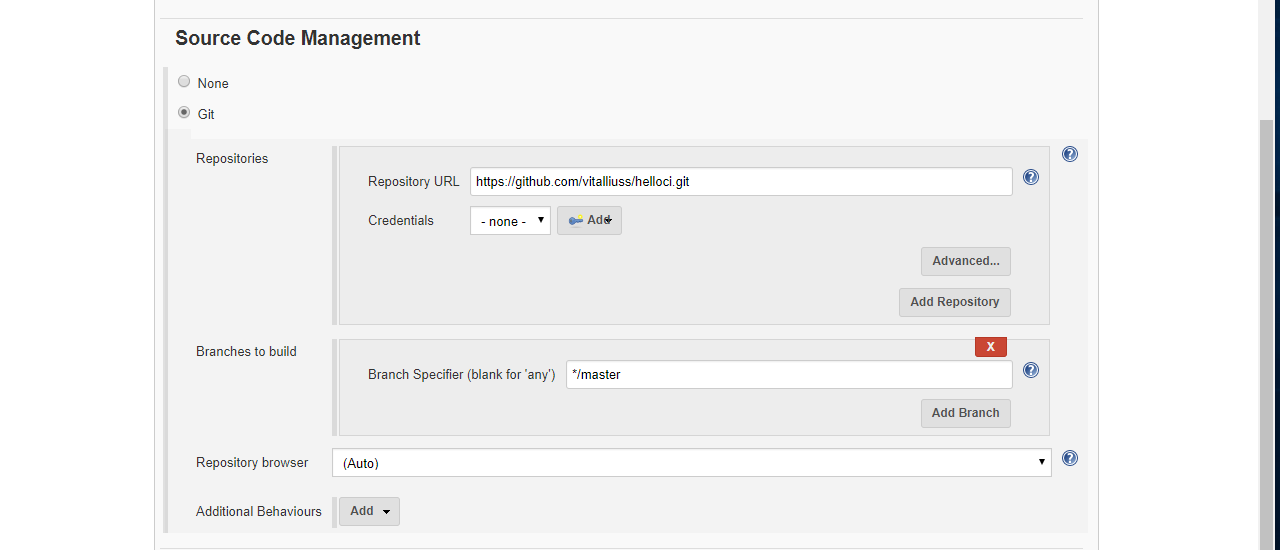 Source Code Management
None
Git
Repositories
Repository URL https://github.com/vitalliuss/helloci.git
Credentials - none - Add
Advanced...
Add Repository
Branches to build
X
Branch Specifier (blank for 'any') */master
Add Branch
Repository browser (Auto)
Additional Behaviours Add